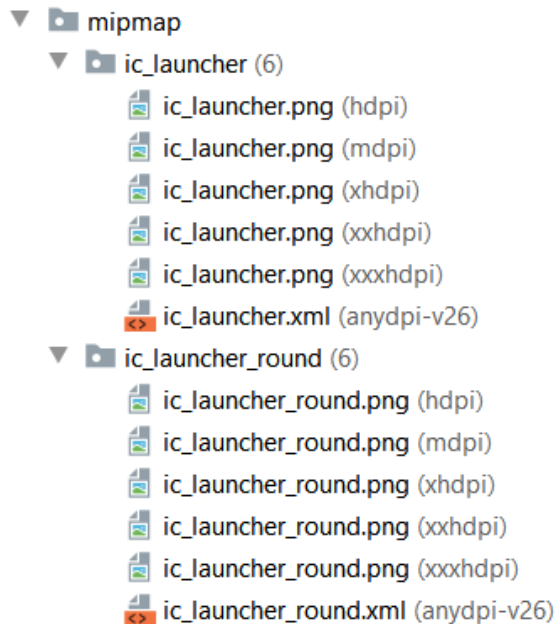 mipmap
ic_launcher (6)
ic_launcher.png (hdpi)
ic_launcher.png (mdpi)
ic_launcher.png (xhdpi)
ic_launcher.png (xxhdpi)
ic_launcher.png (xxxhdpi)
ic_launcher.xml (anydpi-v26)
ic_launcher_round (6)
ic_launcher_round.png (hdpi)
ic_launcher_round.png (mdpi)
ic_launcher_round.png (xhdpi)
ic_launcher_round.png (xxhdpi)
ic_launcher_round.png (xxxhdpi)
ic_launcher_round.xml (anydpi-v26)